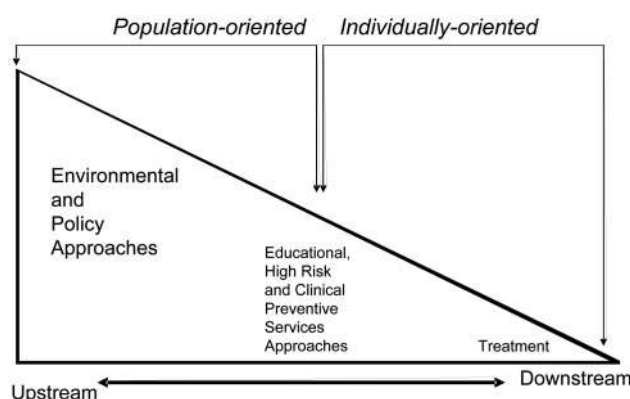 Population-oriented Individually-oriented
Environmental
and
Policy
Approaches
Educational,
High Risk
and Clinical
Preventive
Services
Approaches
Treatment
Upstream
Downstream